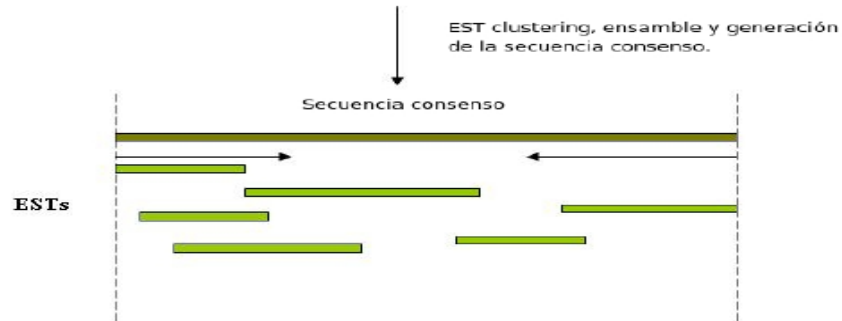 EST clustering, ensamble y generación
de la secuencia consenso.
Secuencia consenso
ESTs